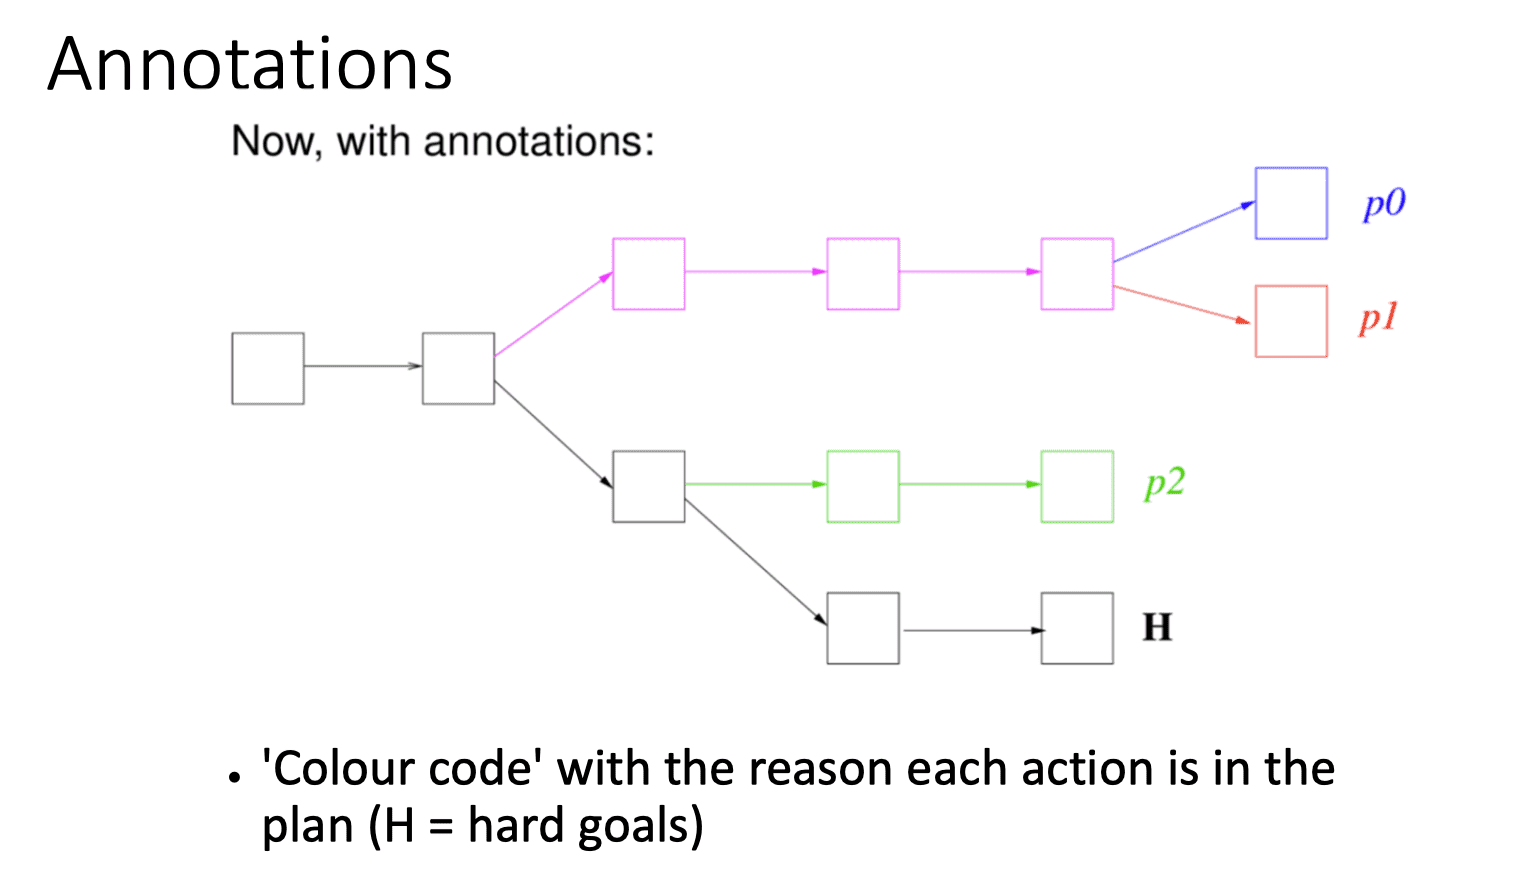 Annotations
Now, with annotations:
p0
p1
p2
H
• 'Colour code' with the reason each action is in the
plan (H = hard goals)